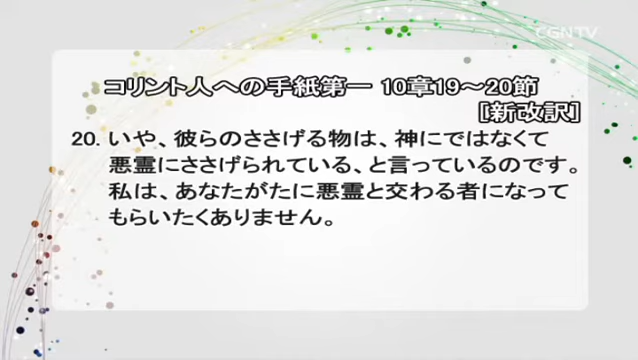 CGNTV
コリント人への手紙第一 10章19～20節
[新改訳]
20. いや、彼らのささげる物は、神にではなくて
悪霊にささげられている、と言っているのです。
私は、あなたがたに悪霊と交わる者になって
もらいたくありません。